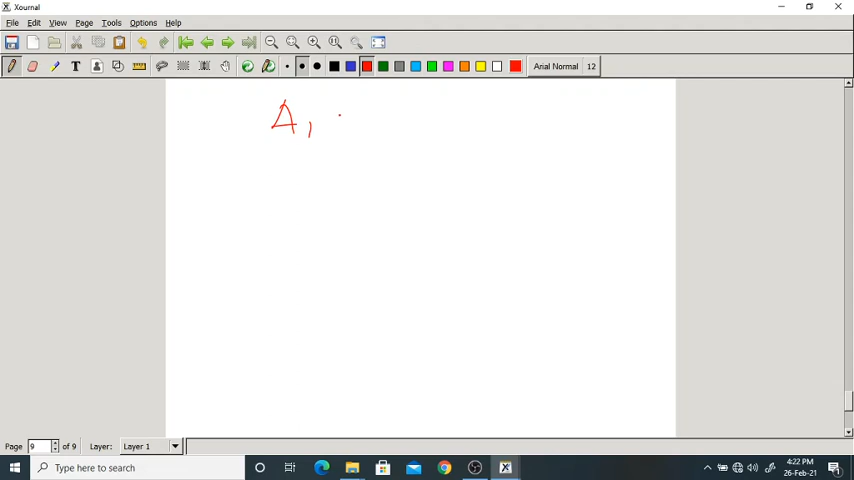 Xournal
File Edit View Page Tools Options Help
T Arial Normal 12
A,
Page 9 of 9 Layer: Layer 1
Type here to search 4:22 PM
26-Feb-21 1